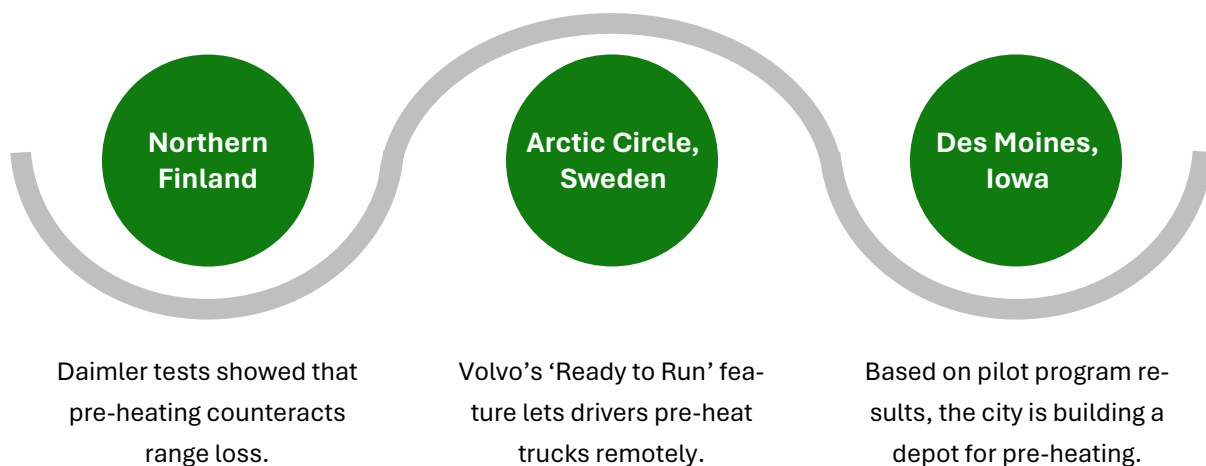 Northern
Finland
Arctic Circle,
Sweden
Des Moines,
Iowa
Daimler tests showed that
pre-heating counteracts
range loss.
Volvo’s ‘Ready to Run’ fea-
ture lets drivers pre-heat
trucks remotely.
Based on pilot program re-
sults, the city is building a
depot for pre-heating.